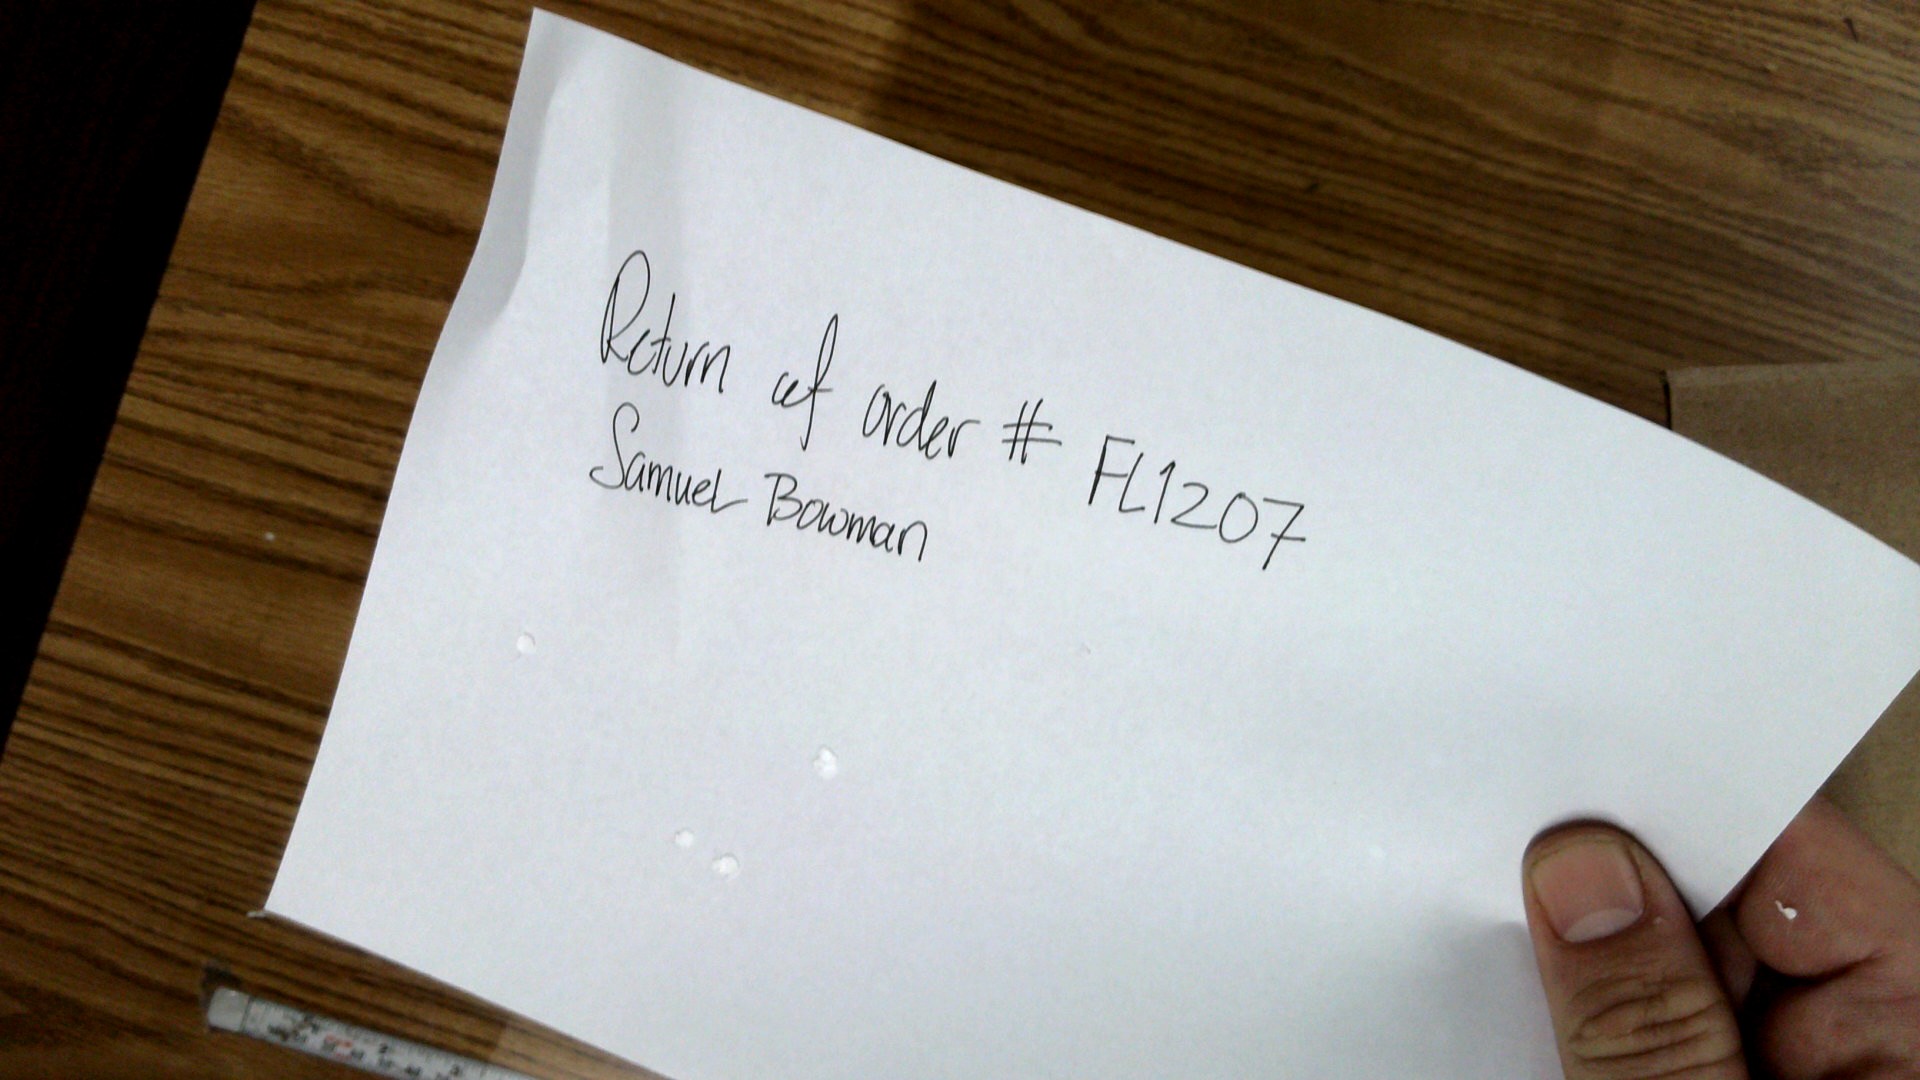 Return of order # FL1207
Samuel Bowman